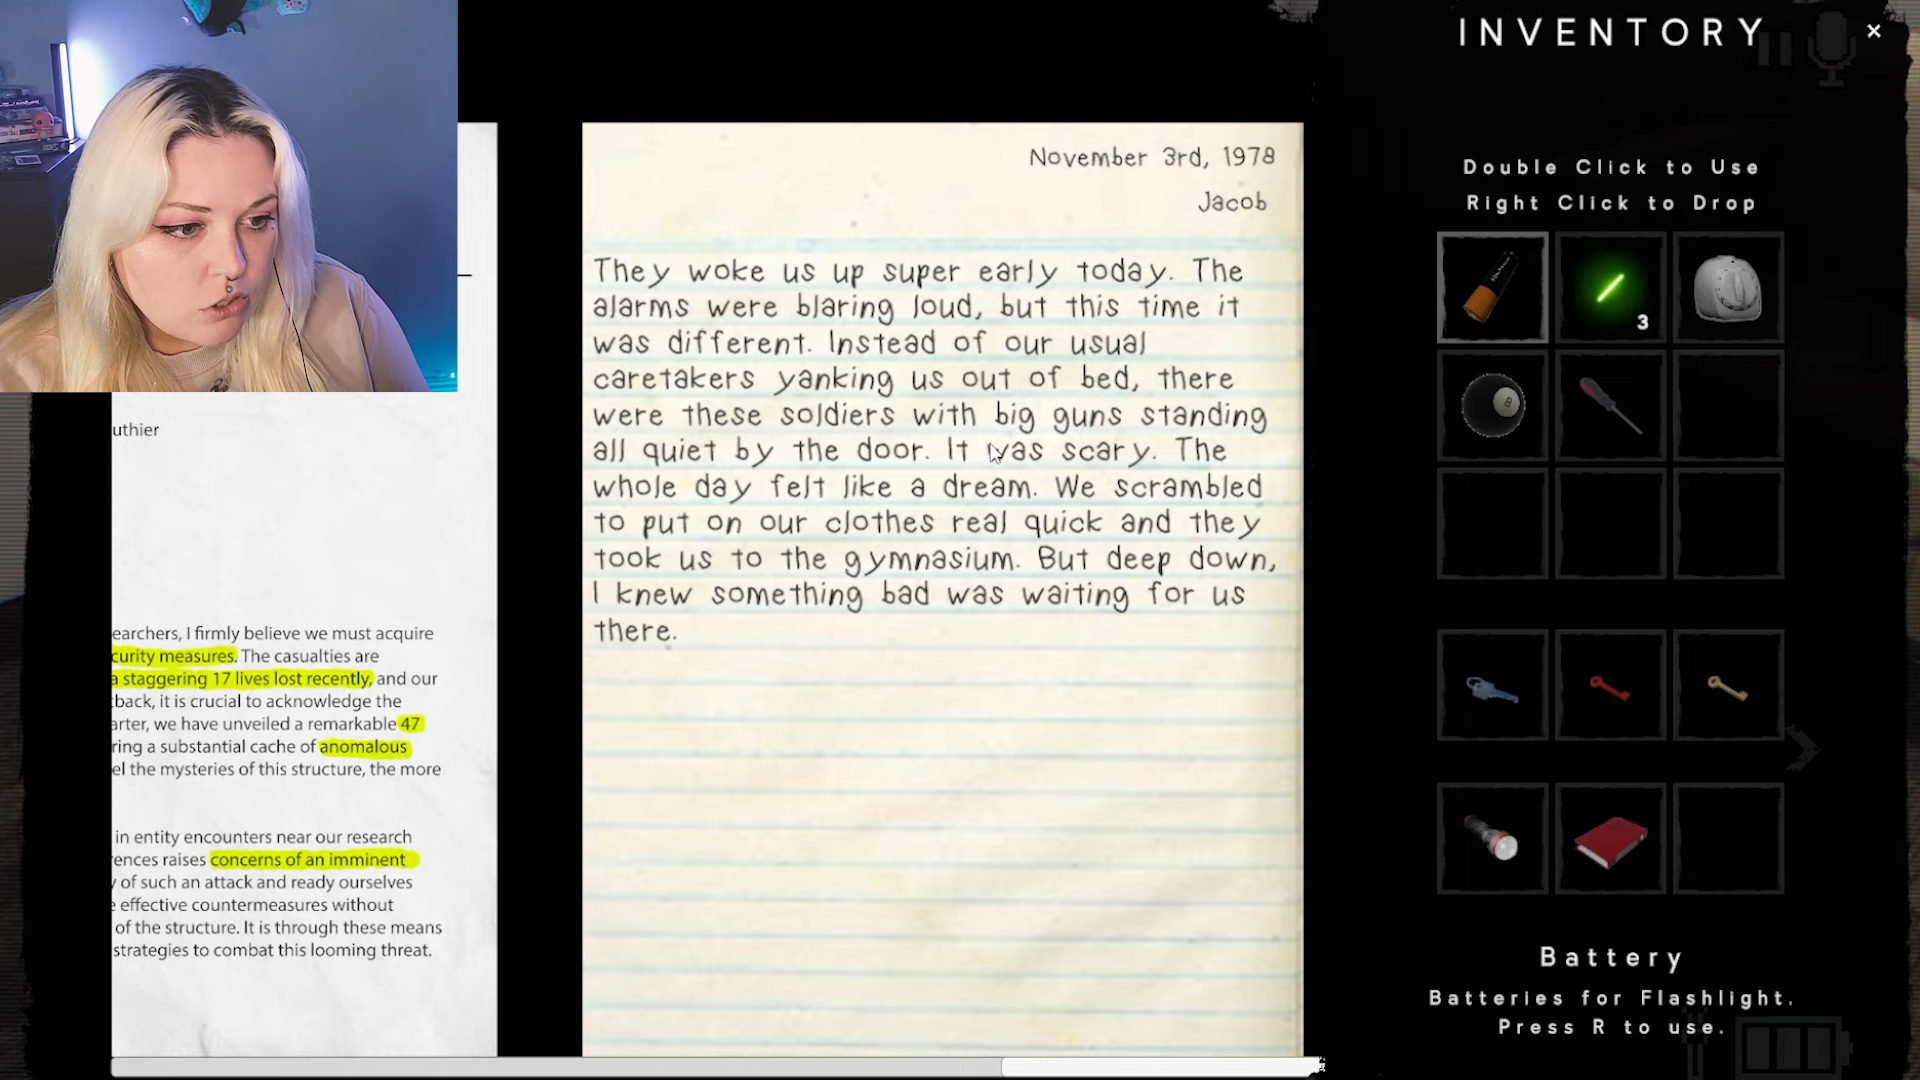 INVENTORY
×
Double Click to Use
Right Click to Drop
3
8
November 3rd, 1978
Jacob
They woke us up super early today. The
alarms were blaring loud, but this time it
was different. Instead of our usual
caretakers yanking us out of bed, there
were these soldiers with big guns standing
all quiet by the door. It was scary. The
whole day felt like a dream. We scrambled
to put on our clothes real quick and they
took us to the gymnasium. But deep down,
I knew something bad was waiting for us
there.
uthier
earchers, I firmly believe we must acquire
curity measures. The casualties are
a staggering 17 lives lost recently, and our
back, it is crucial to acknowledge the
arter, we have unveiled a remarkable 47
ring a substantial cache of anomalous
el the mysteries of this structure, the more
in entity encounters near our research
ences raises concerns of an imminent
of such an attack and ready ourselves
effective countermeasures without
of the structure. It is through these means
strategies to combat this looming threat.
Battery
Batteries for Flashlight.
Press R to use.